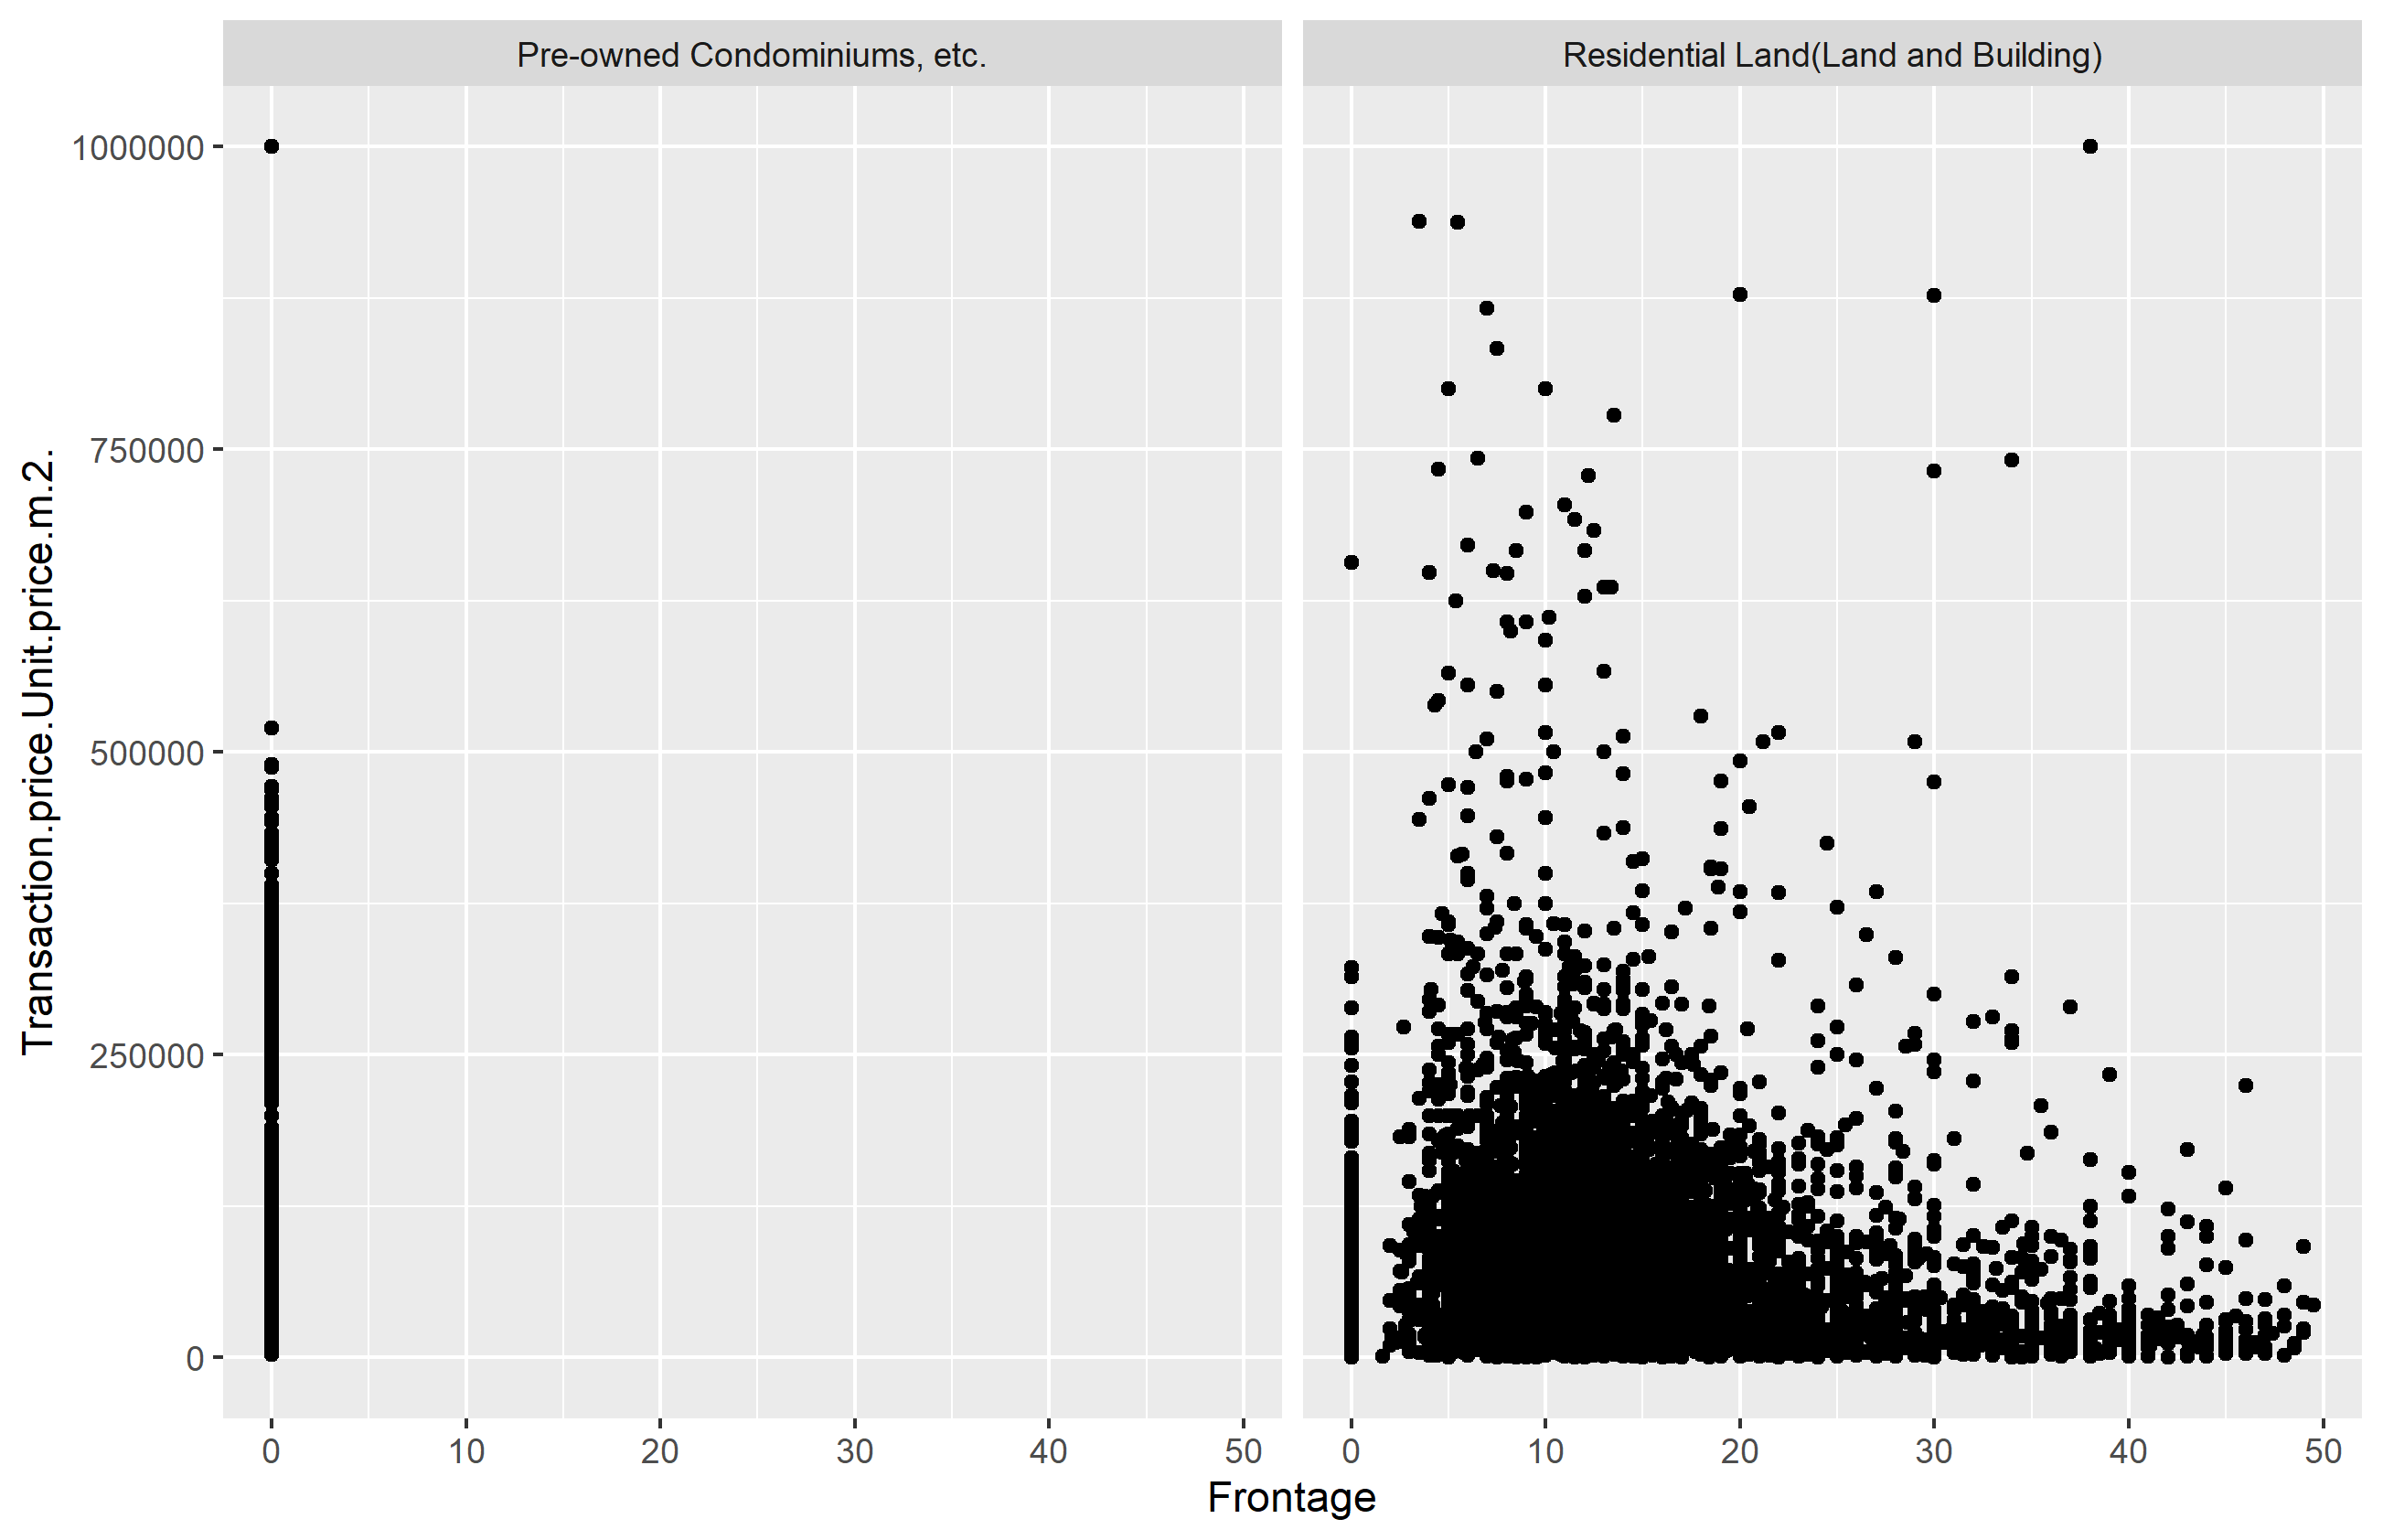 Pre-owned Condominiums, etc.
Residential Land(Land and Building)
Transaction.price.Unit.price.m.2.
1000000
750000
500000
250000
0
0 10 20 30 40 50
0 10 20 30 40 50
Frontage